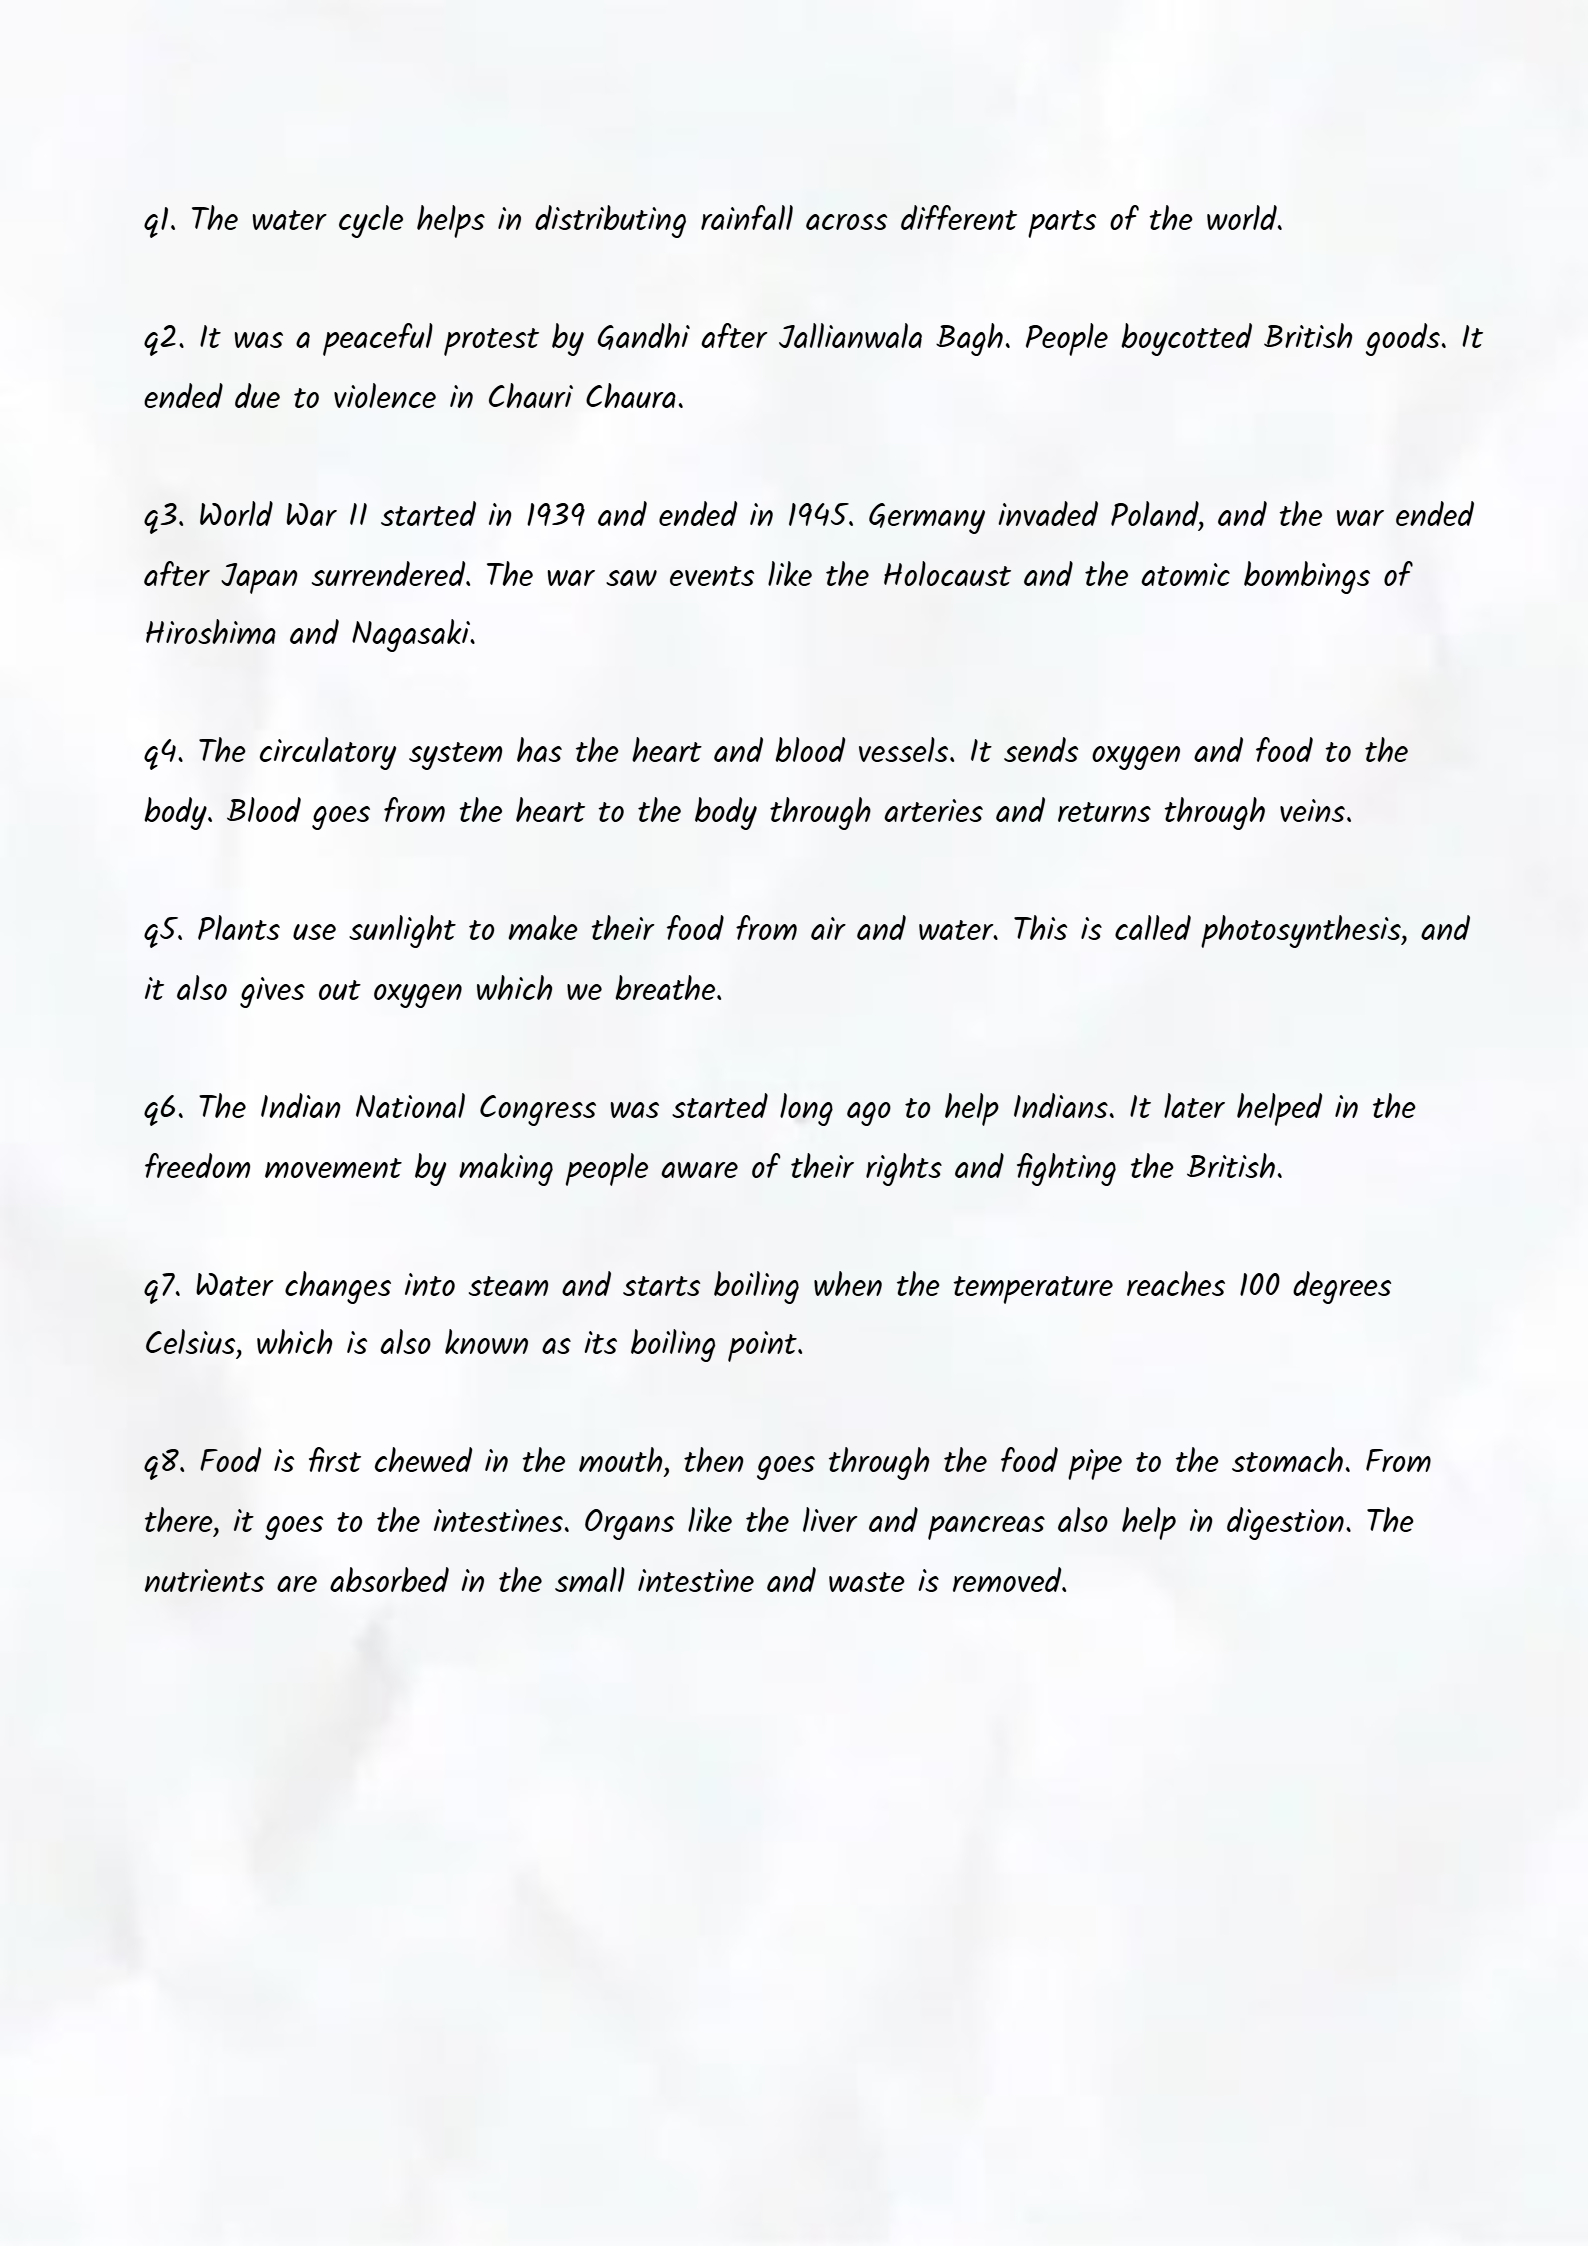 q1. The water cycle helps in distributing rainfall across different parts of the world.
q2. It was a peaceful protest by Gandhi after Jallianwala Bagh. People boycotted British goods. It
ended due to violence in Chauri Chaura.
q3. World War II started in 1939 and ended in 1945. Germany invaded Poland, and the war ended
after Japan surrendered. The war saw events like the Holocaust and the atomic bombings of
Hiroshima and Nagasaki.
q4. The circulatory system has the heart and blood vessels. It sends oxygen and food to the
body. Blood goes from the heart to the body through arteries and returns through veins.
q5. Plants use sunlight to make their food from air and water. This is called photosynthesis, and
it also gives out oxygen which we breathe.
q6. The Indian National Congress was started long ago to help Indians. It later helped in the
freedom movement by making people aware of their rights and fighting the British.
q7. Water changes into steam and starts boiling when the temperature reaches 100 degrees
Celsius, which is also known as its boiling point.
q8. Food is first chewed in the mouth, then goes through the food pipe to the stomach. From
there, it goes to the intestines. Organs like the liver and pancreas also help in digestion. The
nutrients are absorbed in the small intestine and waste is removed.